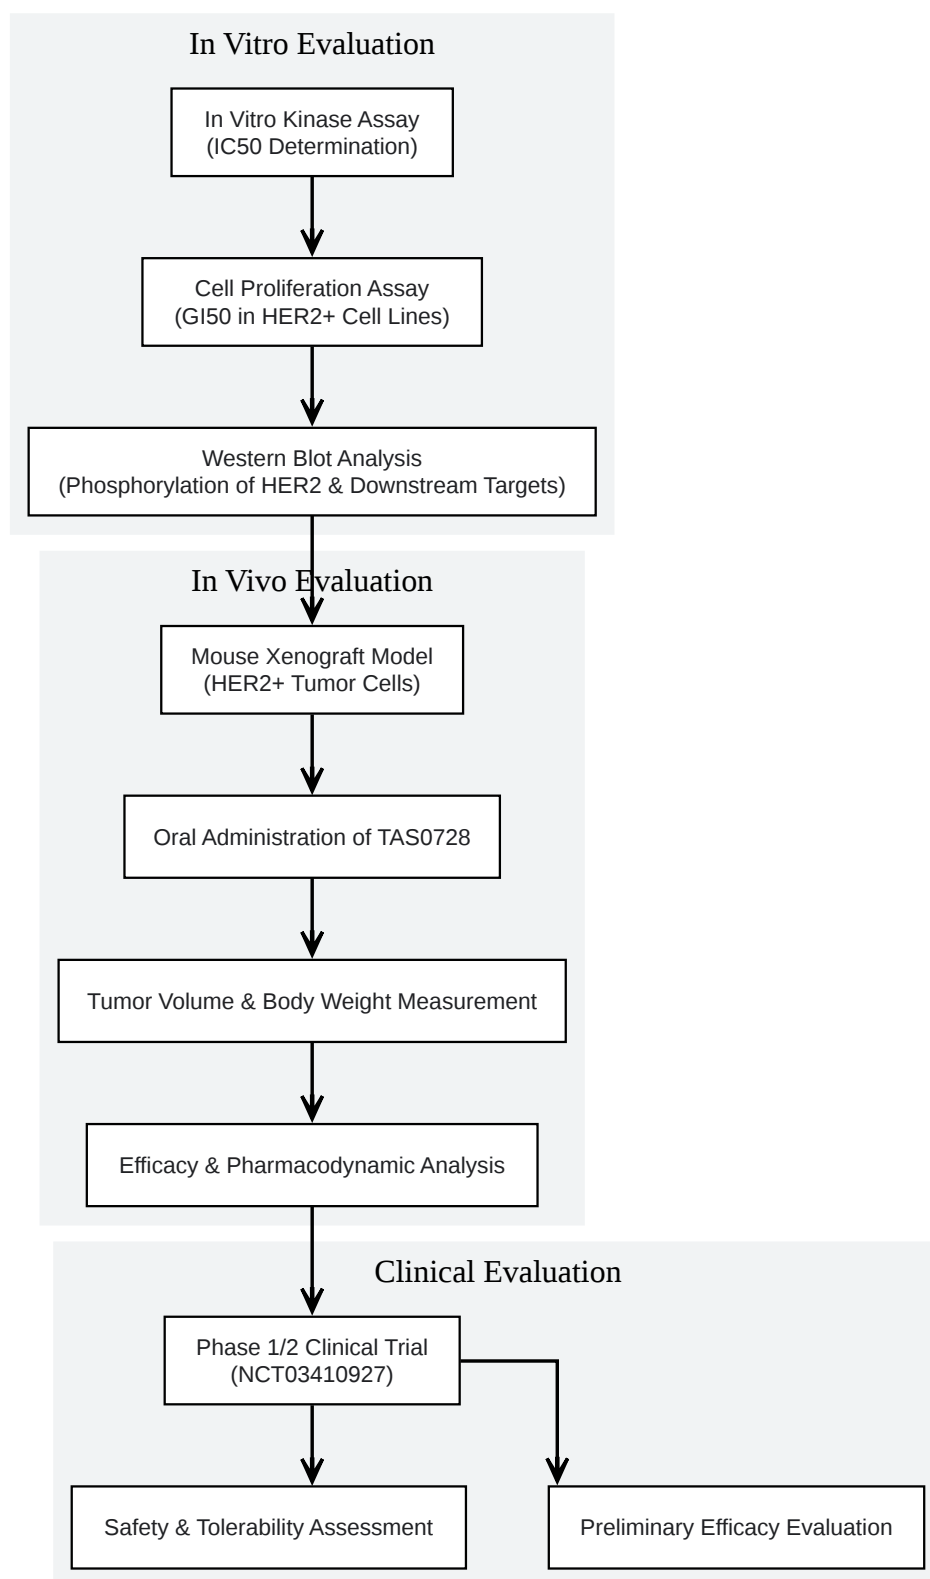 In Vitro Evaluation
In Vitro Kinase Assay
(IC50 Determination)
Cell Proliferation Assay
(GI50 in HER2+ Cell Lines)
Western Blot Analysis
(Phosphorylation of HER2 & Downstream Targets)
In Vivo Evaluation
Mouse Xenograft Model
(HER2+ Tumor Cells)
Oral Administration of TAS0728
Tumor Volume & Body Weight Measurement
Efficacy & Pharmacodynamic Analysis
Clinical Evaluation
Phase 1/2 Clinical Trial
(NCT03410927)
Safety & Tolerability Assessment
Preliminary Efficacy Evaluation